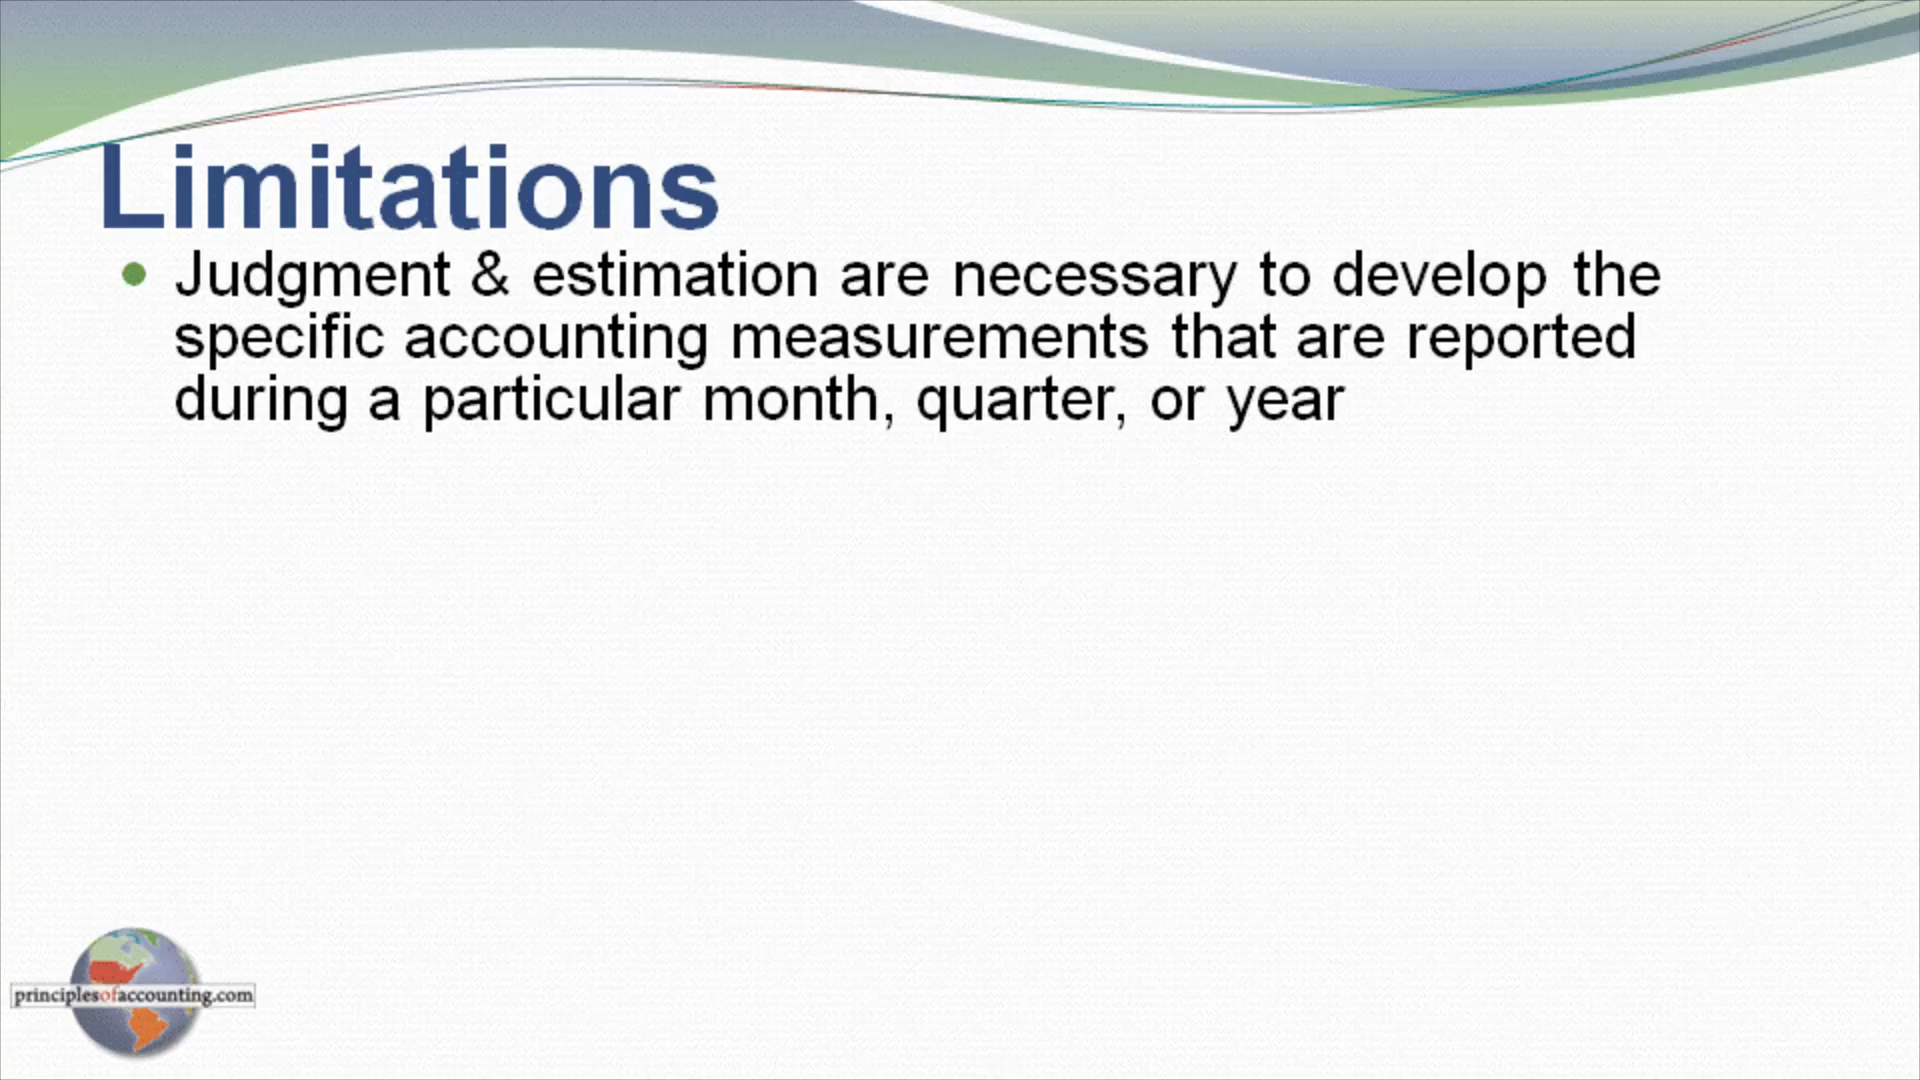 Limitations
• Judgment & estimation are necessary to develop the
specific accounting measurements that are reported
during a particular month, quarter, or year
principlesofaccounting.com